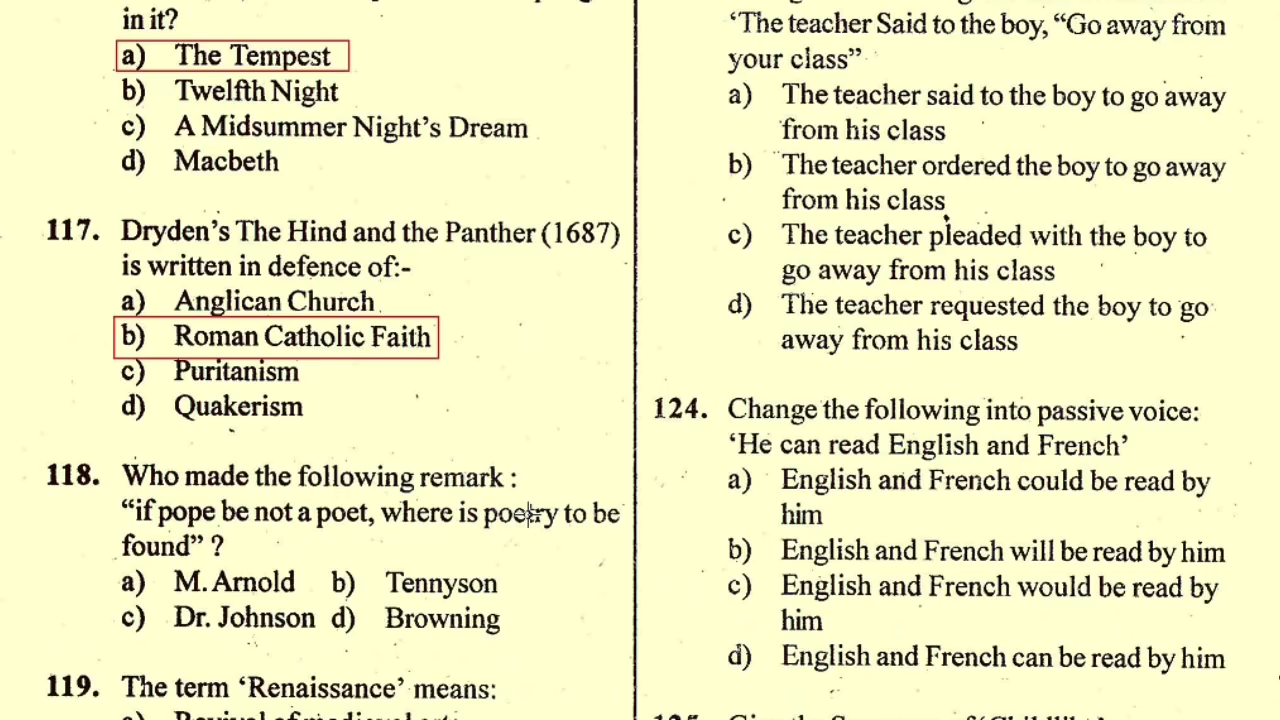 in it?
a) The Tempest
b) Twelfth Night
c) A Midsummer Night's Dream
d) Macbeth
117. Dryden's The Hind and the Panther (1687)
is written in defence of:-
a) Anglican Church
b) Roman Catholic Faith
c) Puritanism
d) Quakerism
118. Who made the following remark :
“if pope be not a poet, where is poetry to be
found” ?
a) M. Arnold b) Tennyson
c) Dr. Johnson d) Browning
119. The term ‘Renaissance’ means:
‘The teacher Said to the boy, “Go away from
your class”
a) The teacher said to the boy to go away
from his class
b) The teacher ordered the boy to go away
from his class
c) The teacher pleaded with the boy to
go away from his class
d) The teacher requested the boy to go
away from his class
124. Change the following into passive voice:
‘He can read English and French’
a) English and French could be read by
him
b) English and French will be read by him
c) English and French would be read by
him
d) English and French can be read by him